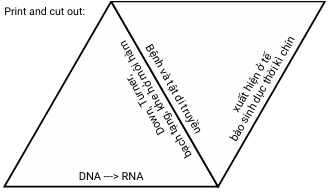 Print and cut out:
Bệnh và tật di truyền
Down, Turner,
bạch tạng, khe hở môi hàm
xuất hiện ở tế
bào sinh dục thời kì chín
DNA ---> RNA